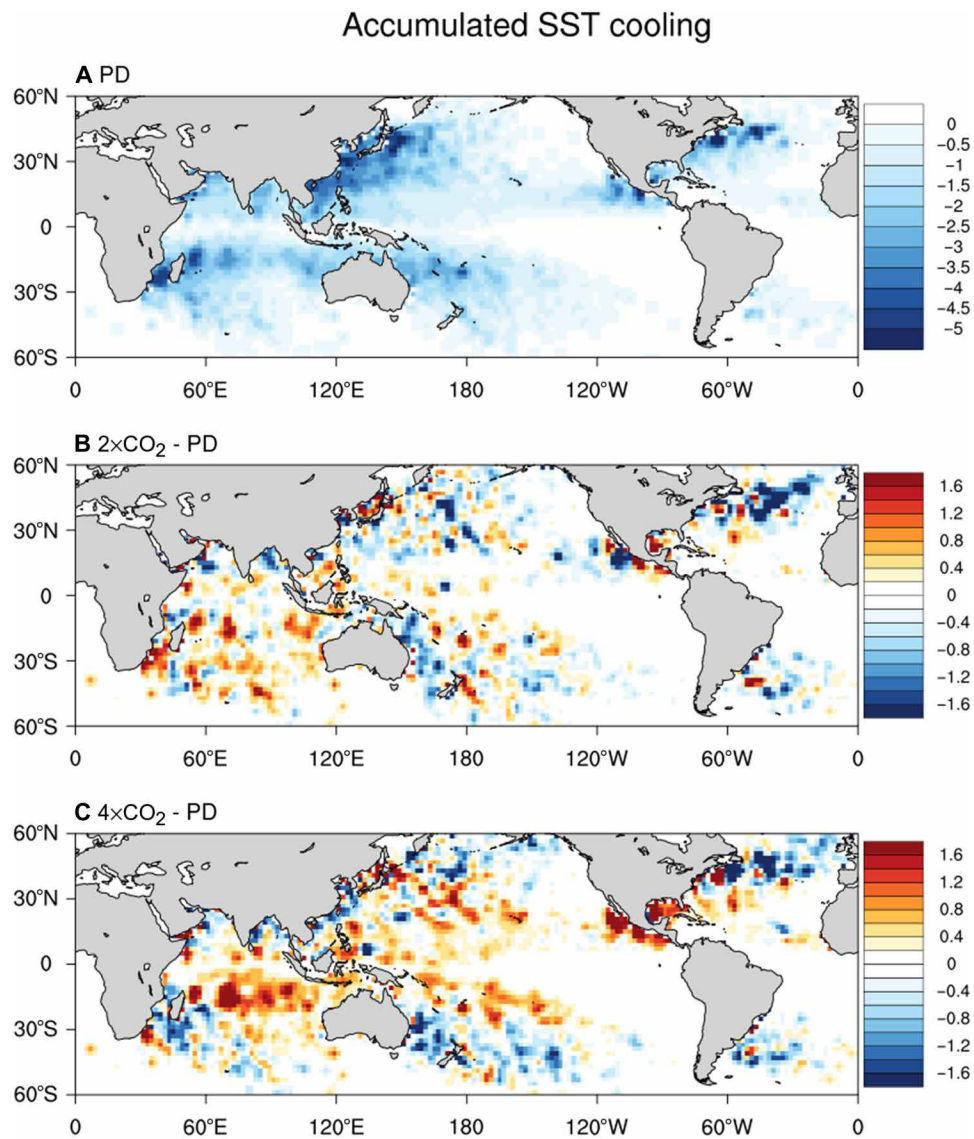 Accumulated SST cooling
A PD
60°N
30°N
0
30°S
60°S
0
60°E
120°E
180
120°W
60°W
0
0
−0.5
−1
−1.5
−2
−2.5
−3
−3.5
−4
−4.5
−5
B 2×CO₂ - PD
60°N
30°N
0
30°S
60°S
0
60°E
120°E
180
120°W
60°W
0
1.6
1.2
0.8
0.4
0
−0.4
−0.8
−1.2
−1.6
C 4×CO₂ - PD
60°N
30°N
0
30°S
60°S
0
60°E
120°E
180
120°W
60°W
0
1.6
1.2
0.8
0.4
0
−0.4
−0.8
−1.2
−1.6